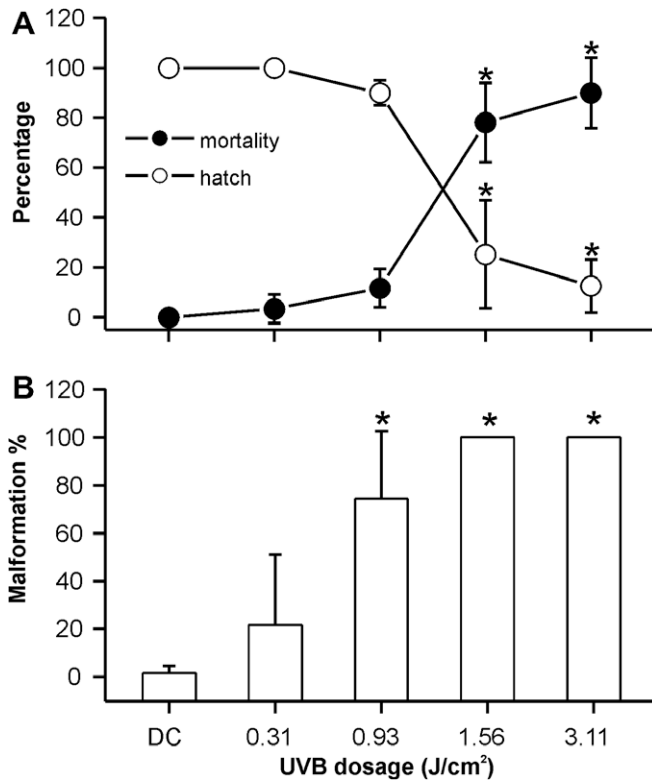 A
120
100
80
60
40
20
0
Percentage
mortality
hatch
* *
* *
B
120
100
80
60
40
20
0
Malformation %
* * *
DC 0.31 0.93 1.56 3.11
UVB dosage (J/cm²)